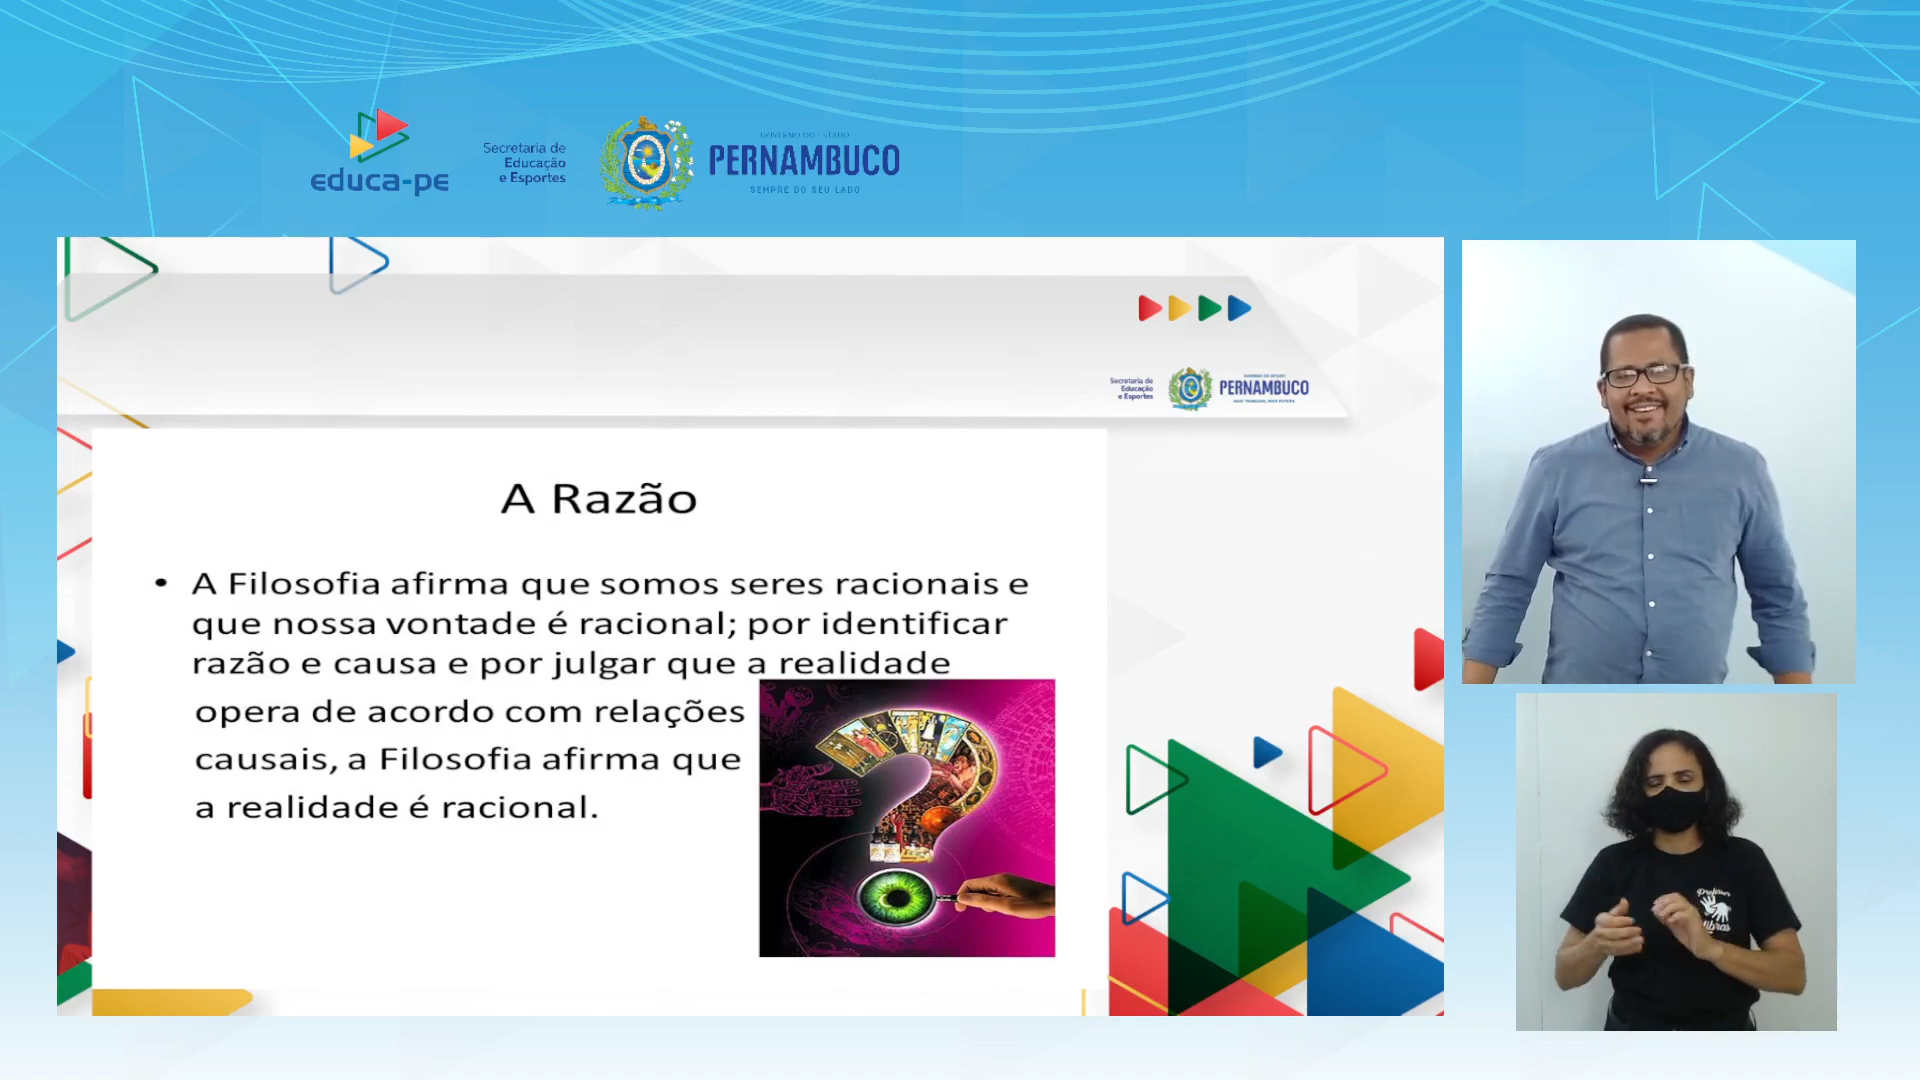 educa-pe
Secretaria de
Educação
e Esportes
GOVERNO DO ESTADO
PERNAMBUCO
SEMPRE DO SEU LADO
Secretaria de
Educação
e Esportes
PERNAMBUCO
A Razão
• A Filosofia afirma que somos seres racionais e
que nossa vontade é racional; por identificar
razão e causa e por julgar que a realidade
opera de acordo com relações
causais, a Filosofia afirma que
a realidade é racional.
Professor
libras